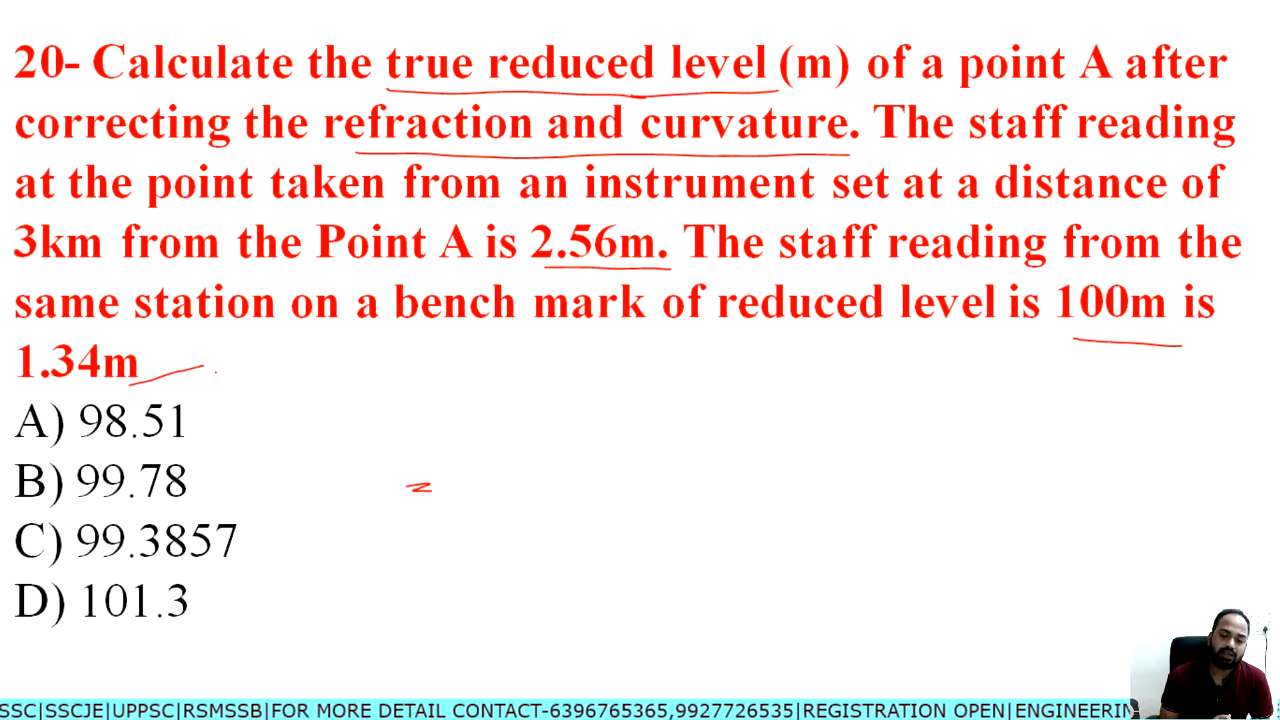 20- Calculate the true reduced level (m) of a point A after
correcting the refraction and curvature. The staff reading
at the point taken from an instrument set at a distance of
3km from the Point A is 2.56m. The staff reading from the
same station on a bench mark of reduced level is 100m is
1.34m
A) 98.51
B) 99.78
C) 99.3857
D) 101.3
=
SSC|SSCJE|UPPSC|RSMSSB|FOR MORE DETAIL CONTACT-6396765365,9927726535|REGISTRATION OPEN|ENGINEERIN